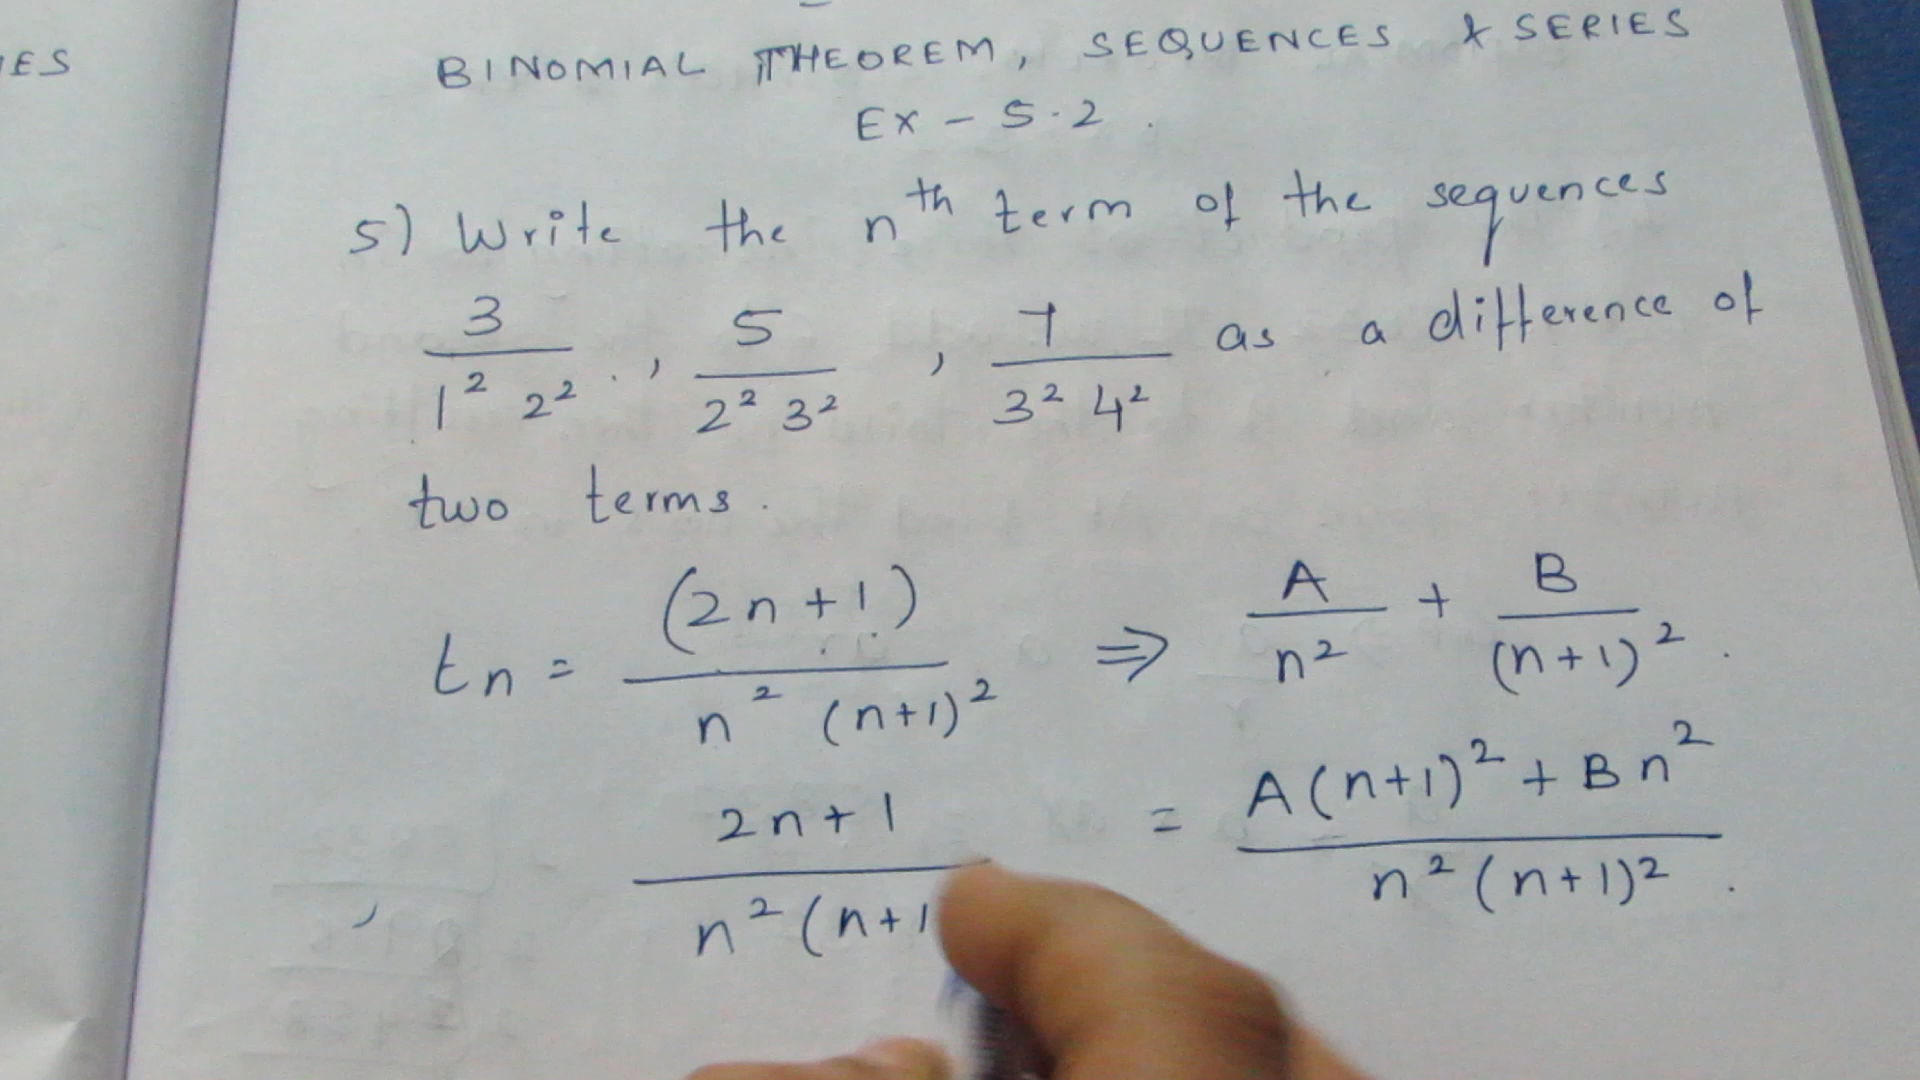 IES
BINOMIAL THEOREM, SEQUENCES & SERIES
EX - 5.2.
5) Write the nth term of the sequences
3/1² 2², 5/2² 3², 7/3² 4² as a difference of
two terms.
tn = (2n+1)/n² (n+1)² ⇒ A/n² + B/(n+1)².
2n+1/n²(n+1 = A(n+1)² + Bn²/n²(n+1)².